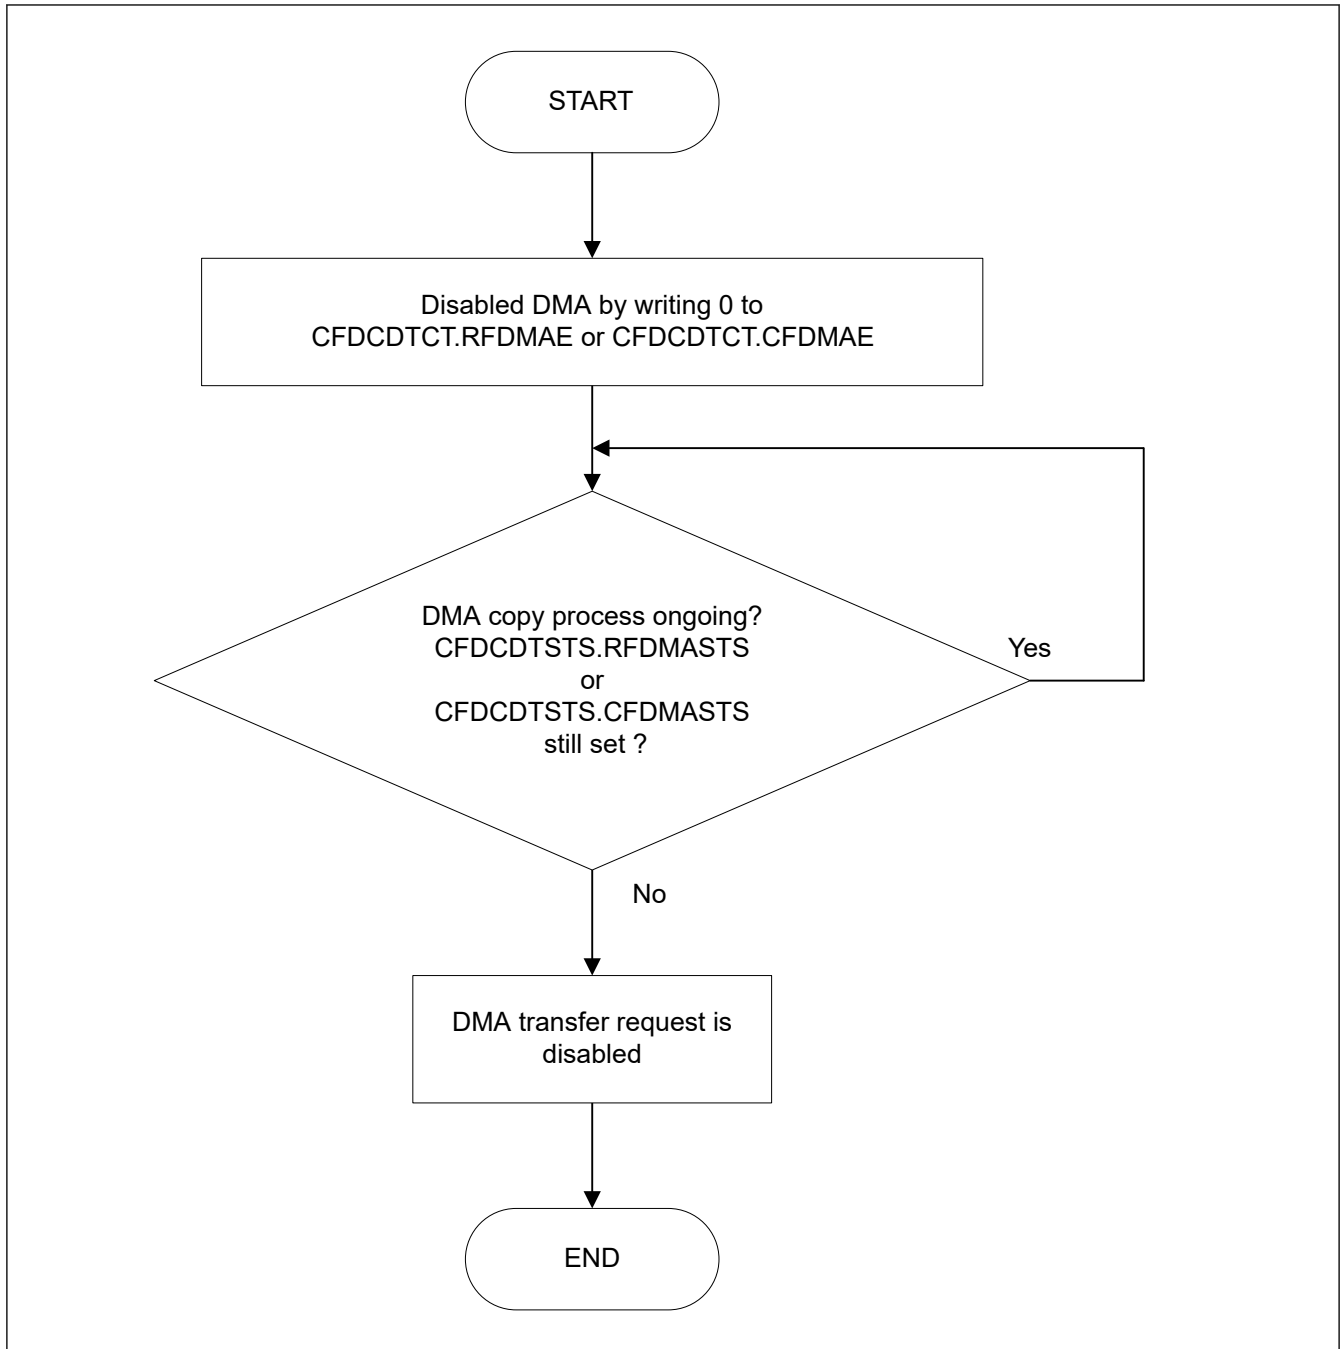 START
Disabled DMA by writing 0 to
CFDCDTCT.RFDMAE or CFDCDTCT.CFDMAE
DMA copy process ongoing?
CFDCDTSTS.RFDMASTS
or
CFDCDTSTS.CFDMASTS
still set ?
Yes
No
DMA transfer request is
disabled
END